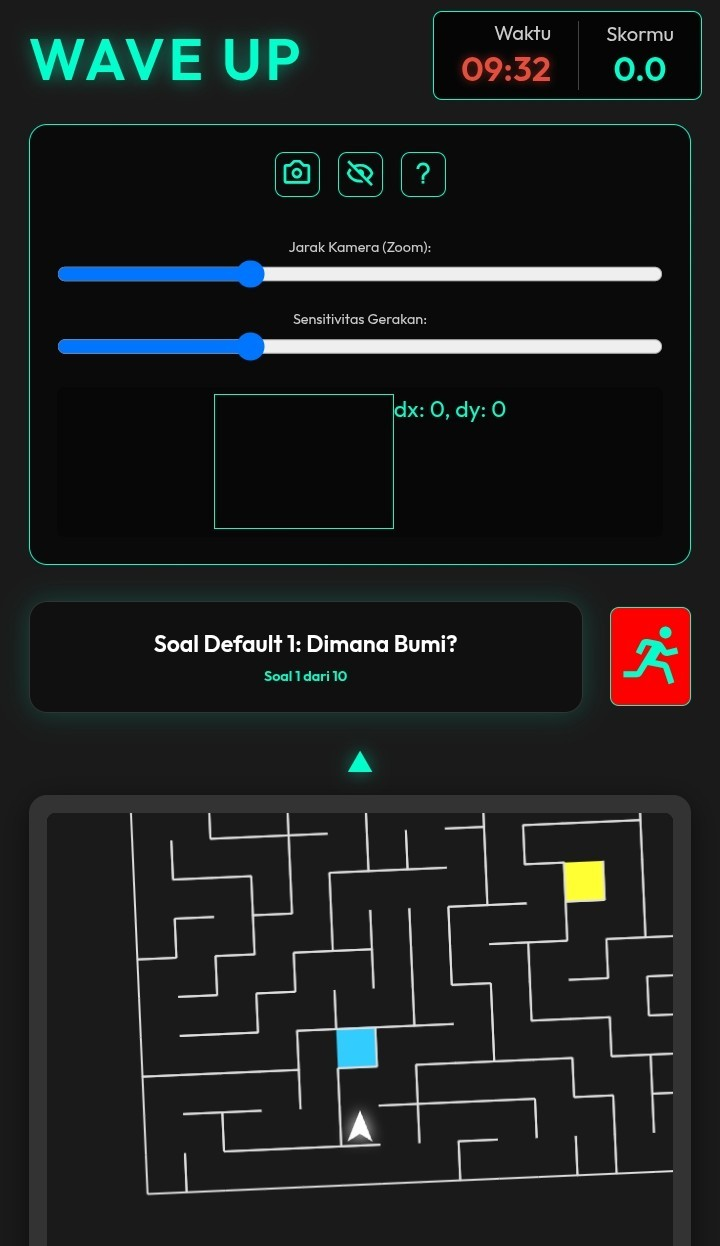 WAVE UP
Waktu
09:32
Skormu
0.0
?
Jarak Kamera (Zoom):
Sensitivitas Gerakan:
dx: 0, dy: 0
Soal Default 1: Dimana Bumi?
Soal 1 dari 10